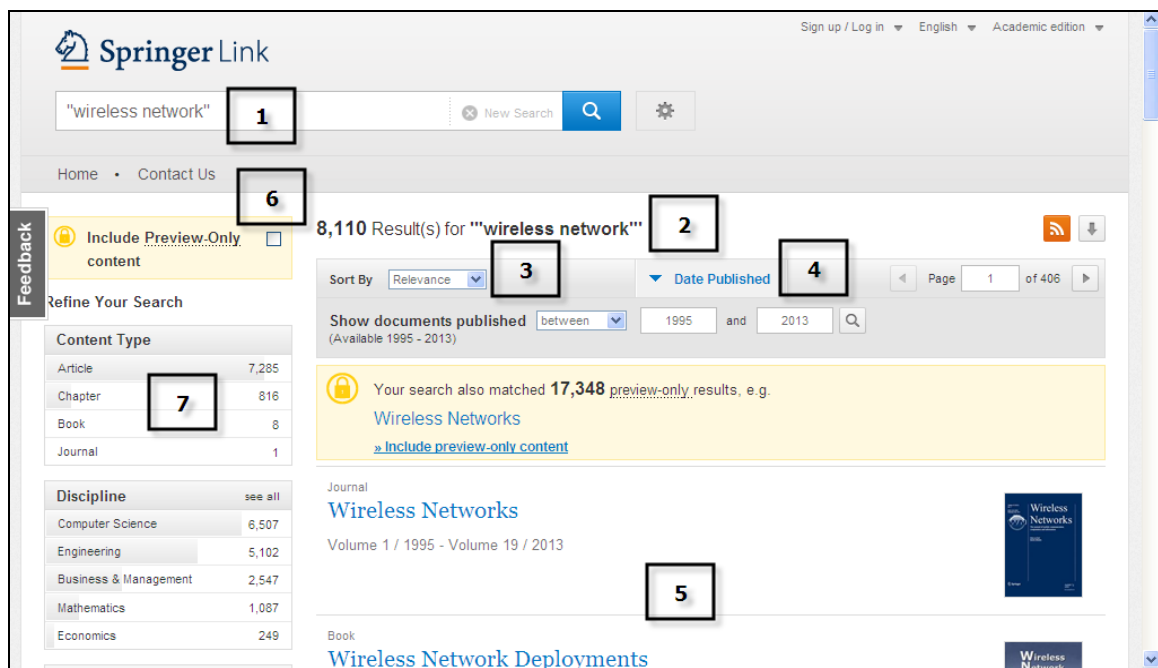 Sign up / Log in English Academic edition
Springer Link
"wireless network" 1 New Search
Home • Contact Us
6
Feedback
Include Preview-Only
content
Refine Your Search
Content Type
Article 7,285
Chapter 816
7
Book 8
Journal 1
Discipline see all
Computer Science 6,507
Engineering 5,102
Business & Management 2,547
Mathematics 1,087
Economics 249
8,110 Result(s) for '"wireless network"' 2
Sort By Relevance 3 Date Published 4 Page 1 of 406
Show documents published between 1995 and 2013
(Available 1995 - 2013)
Your search also matched 17,348 preview-only results, e.g.
Wireless Networks
» Include preview-only content
Journal
Wireless Networks
Volume 1 / 1995 - Volume 19 / 2013
Wireless
Networks
5
Book
Wireless Network Deployments
Wireless
Network